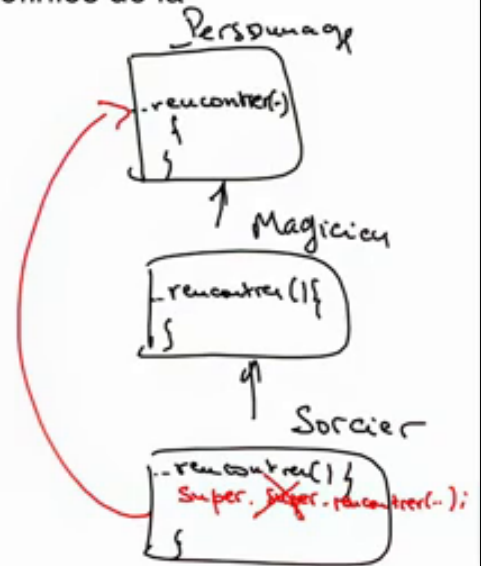 Personnage
..rencontrer(..)
{
}
Magicien
..rencontrer(){
}
Sorcier
...rencontrer() {
super. super.rencontrer(..);
}